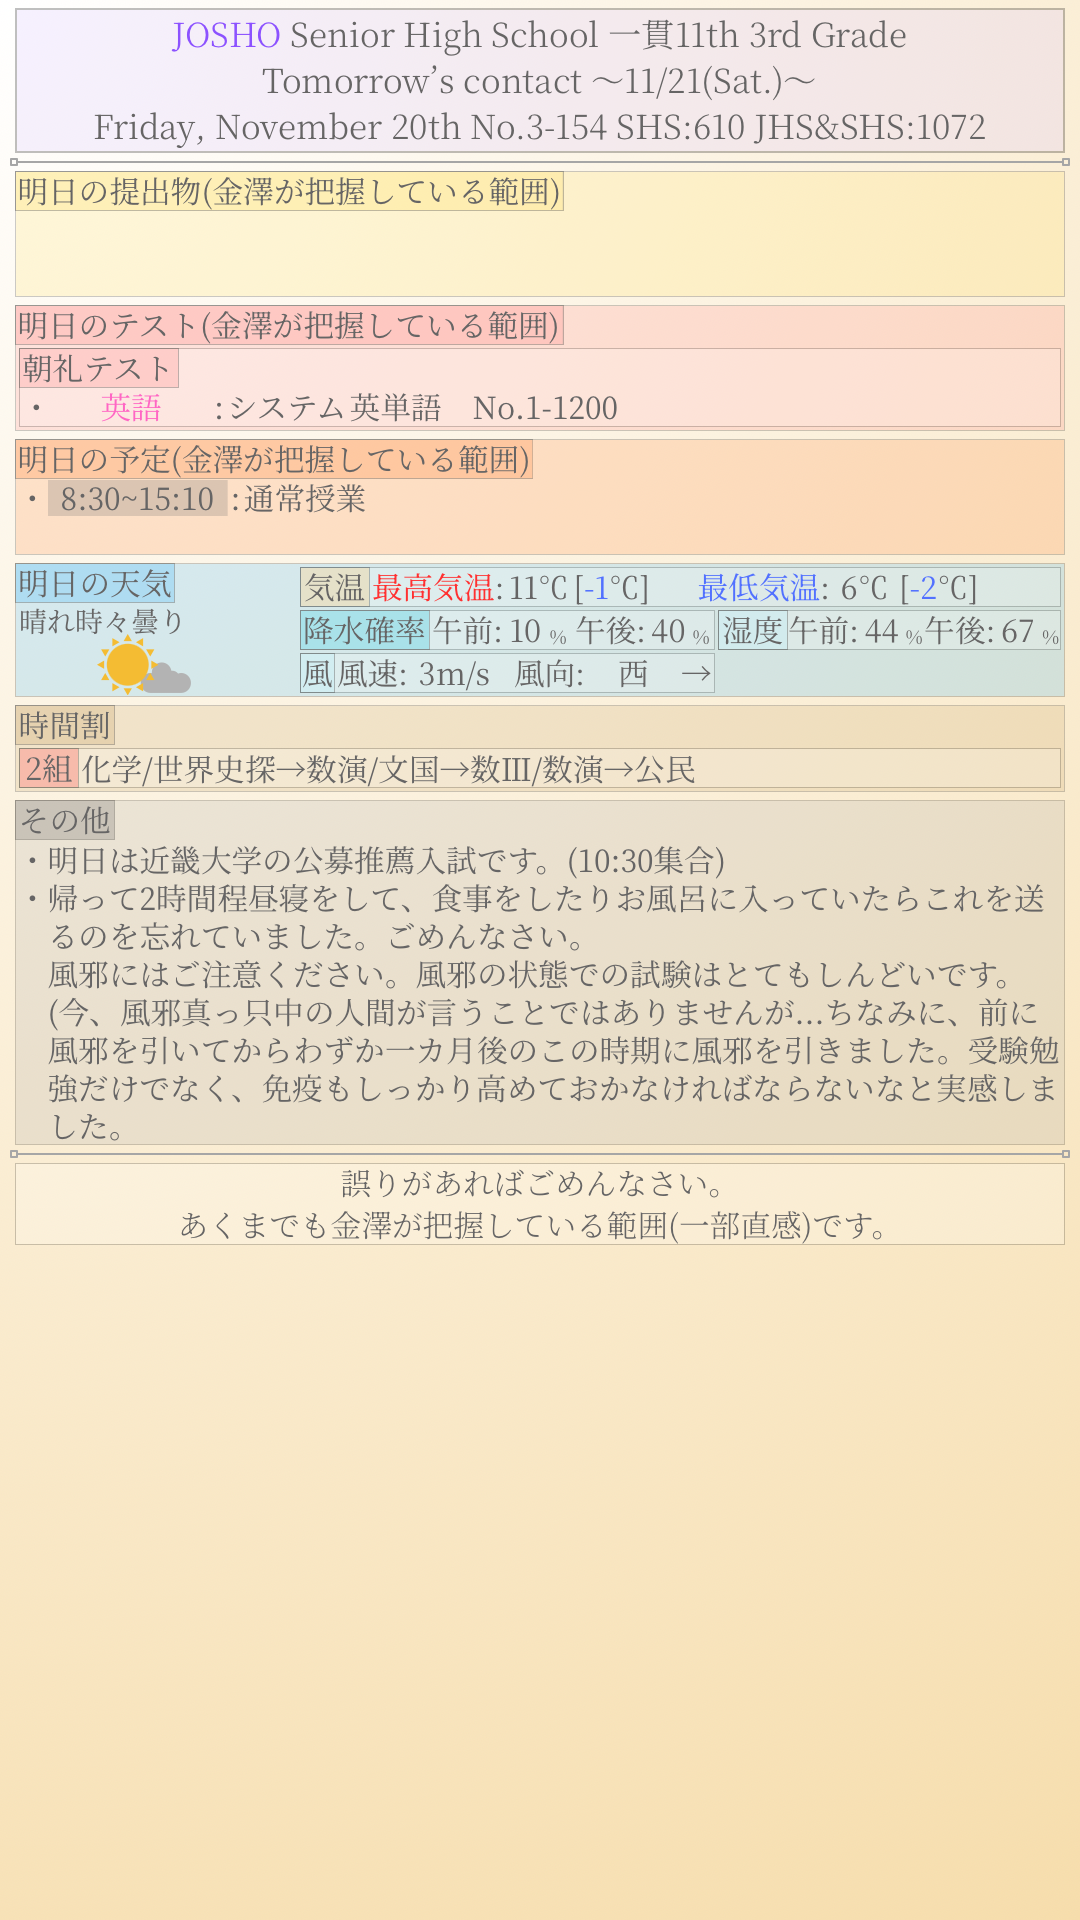 JOSHO Senior High School 一貫11th 3rd Grade
Tomorrow's contact 〜11/21(Sat.)〜
Friday, November 20th No.3-154 SHS:610 JHS&SHS:1072
明日の提出物(金澤が把握している範囲)
明日のテスト(金澤が把握している範囲)
朝礼テスト
・ 英語 :システム英単語 No.1-1200
明日の予定(金澤が把握している範囲)
・ 8:30~15:10 :通常授業
明日の天気
晴れ時々曇り
気温 最高気温: 11℃ [-1℃] 最低気温: 6℃ [-2℃]
降水確率 午前: 10 % 午後: 40 % 湿度 午前: 44 % 午後: 67 %
風 風速: 3m/s 風向: 西 →
時間割
2組 化学/世界史探→数演/文国→数Ⅲ/数演→公民
その他
・明日は近畿大学の公募推薦入試です。(10:30集合)
・帰って2時間程昼寝をして、食事をしたりお風呂に入っていたらこれを送
るのを忘れていました。ごめんなさい。
風邪にはご注意ください。風邪の状態での試験はとてもしんどいです。
(今、風邪真っ只中の人間が言うことではありませんが…ちなみに、前に
風邪を引いてからわずか一カ月後のこの時期に風邪を引きました。受験勉
強だけでなく、免疫もしっかり高めておかなければならないなと実感しま
した。
誤りがあればごめんなさい。
あくまでも金澤が把握している範囲(一部直感)です。